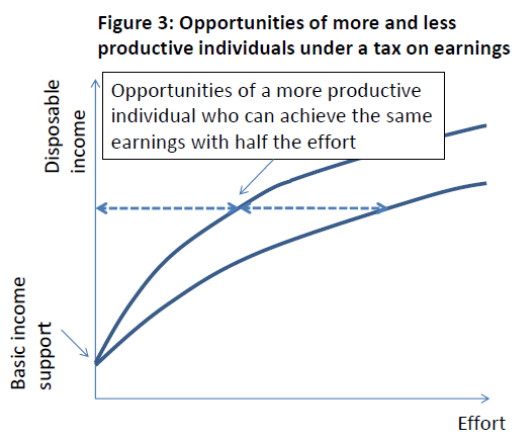 Figure 3: Opportunities of more and less
productive individuals under a tax on earnings
Opportunities of a more productive
individual who can achieve the same
earnings with half the effort
Disposable
income
Basic income
support
Effort